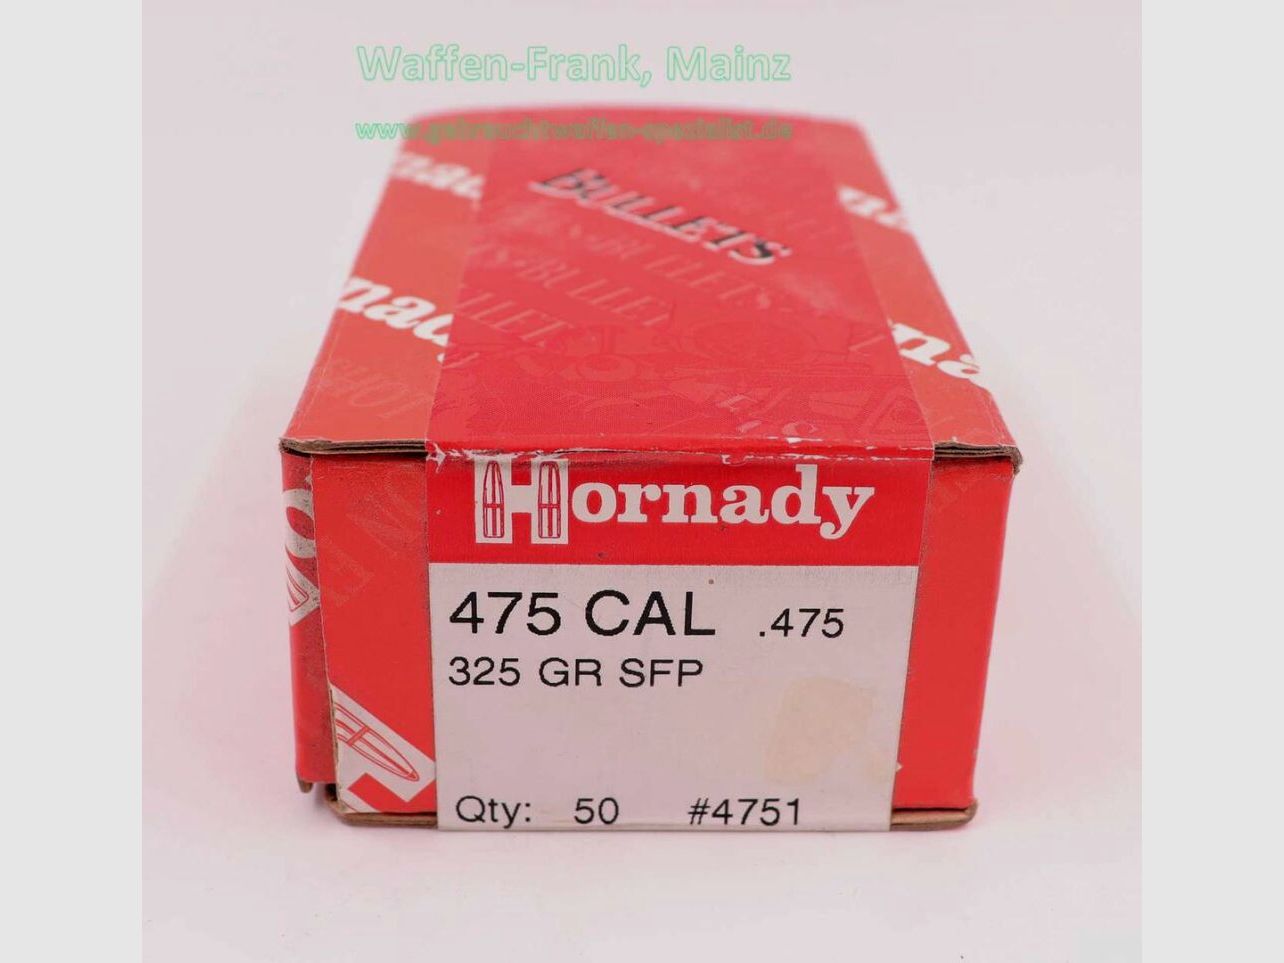 Waffen-Frank, Mainz
www.gebrauchtwaffen-spezialist.de
BULLETS
Hornady
475 CAL .475
325 GR SFP
Qty: 50 #4751